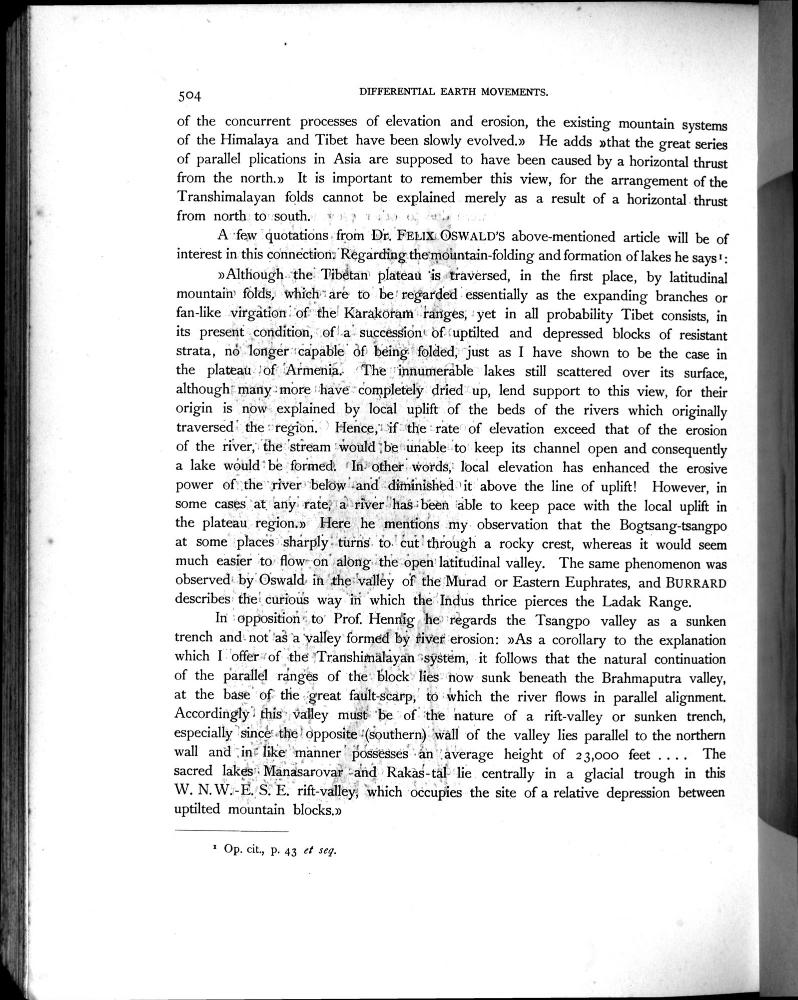 504
DIFFERENTIAL EARTH MOVEMENTS.
of the concurrent processes of elevation and erosion, the existing mountain systems
of the Himalaya and Tibet have been slowly evolved.» He adds »that the great series
of parallel plications in Asia are supposed to have been caused by a horizontal thrust
from the north.» It is important to remember this view, for the arrangement of the
Transhimalayan folds cannot be explained merely as a result of a horizontal thrust
from north to south.
A few quotations from Dr. FELIX OSWALD'S above-mentioned article will be of
interest in this connection. Regarding the mountain-folding and formation of lakes he says¹:
»Although the Tibetan plateau is traversed, in the first place, by latitudinal
mountain folds, which are to be regarded essentially as the expanding branches or
fan-like virgation of the Karakoram ranges, yet in all probability Tibet consists, in
its present condition, of a succession of uptilted and depressed blocks of resistant
strata, no longer capable of being folded, just as I have shown to be the case in
the plateau of Armenia. The innumerable lakes still scattered over its surface,
although many more have completely dried up, lend support to this view, for their
origin is now explained by local uplift of the beds of the rivers which originally
traversed the region. Hence, if the rate of elevation exceed that of the erosion
of the river, the stream would be unable to keep its channel open and consequently
a lake would be formed. In other words, local elevation has enhanced the erosive
power of the river below and diminished it above the line of uplift! However, in
some cases at any rate, a river has been able to keep pace with the local uplift in
the plateau region.» Here he mentions my observation that the Bogtsang-tsangpo
at some places sharply turns to cut through a rocky crest, whereas it would seem
much easier to flow on along the open latitudinal valley. The same phenomenon was
observed by Oswald in the valley of the Murad or Eastern Euphrates, and BURRARD
describes the curious way in which the Indus thrice pierces the Ladak Range.
In opposition to Prof. Hennig he regards the Tsangpo valley as a sunken
trench and not as a valley formed by river erosion: »As a corollary to the explanation
which I offer of the Transhimalayan system, it follows that the natural continuation
of the parallel ranges of the block lies now sunk beneath the Brahmaputra valley,
at the base of the great fault-scarp, to which the river flows in parallel alignment.
Accordingly this valley must be of the nature of a rift-valley or sunken trench,
especially since the opposite (southern) wall of the valley lies parallel to the northern
wall and in like manner possesses an average height of 23,000 feet .... The
sacred lakes Manasarovar and Rakas-tal lie centrally in a glacial trough in this
W. N. W.-E. S. E. rift-valley, which occupies the site of a relative depression between
uptilted mountain blocks.»
¹ Op. cit., p. 43 et seq.